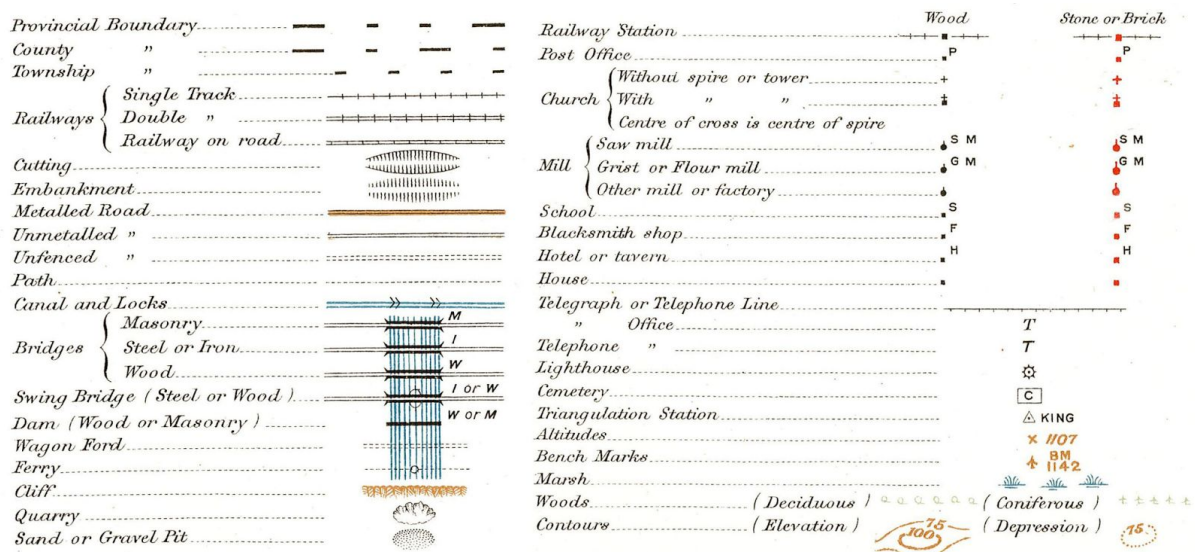 Provincial Boundary
County "
Township "
Railways
Single Track
Double "
Railway on road
Cutting
Embankment
Metalled Road
Unmetalled "
Unfenced "
Path
Canal and Locks
Bridges
Masonry M
Steel or Iron I
Wood W
Swing Bridge (Steel or Wood) I or W
Dam (Wood or Masonry) W or M
Wagon Ford
Ferry
Cliff
Quarry
Sand or Gravel Pit
Wood Stone or Brick
Railway Station
Post Office P P
Church
Without spire or tower
With " "
Centre of cross is centre of spire
Mill
Saw mill S M S M
Grist or Flour mill G M G M
Other mill or factory
School S S
Blacksmith shop F F
Hotel or tavern H H
House
Telegraph or Telephone Line
" Office T
Telephone " T
Lighthouse
Cemetery C
Triangulation Station KING
Altitudes 1107
Bench Marks BM 1142
Marsh
Woods (Deciduous) (Coniferous)
Contours (Elevation) 75 100 (Depression) 75